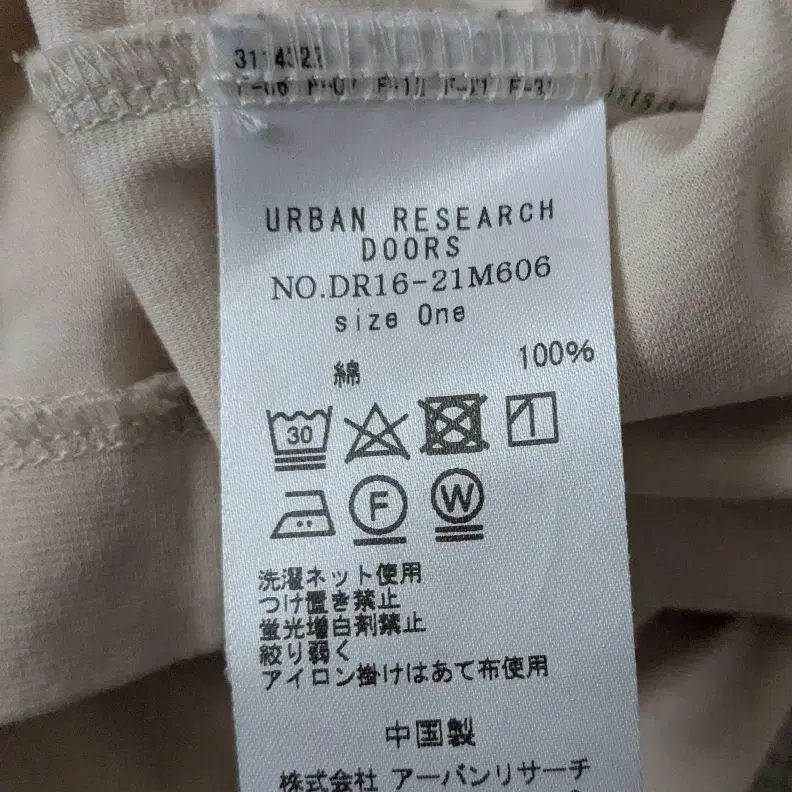 URBAN RESEARCH
DOORS
NO.DR16-21M606
size One
綿 100%
30
F W
洗濯ネット使用
つけ置き禁止
蛍光増白剤禁止
絞り弱く
アイロン掛けはあて布使用
中国製
株式会社 アーバンリサーチ